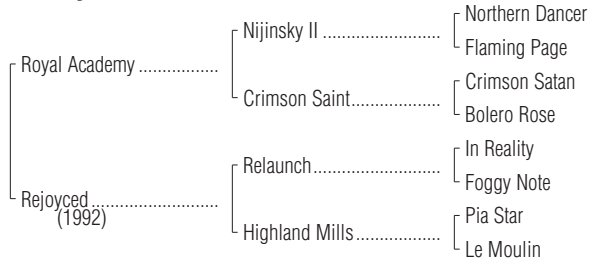 Northern Dancer
Nijinsky II ....................
Flaming Page
Royal Academy ................
Crimson Satan
Crimson Saint...................
Bolero Rose
In Reality
Relaunch.........................
Foggy Note
Rejoyced.........................
(1992)
Pia Star
Highland Mills................
Le Moulin